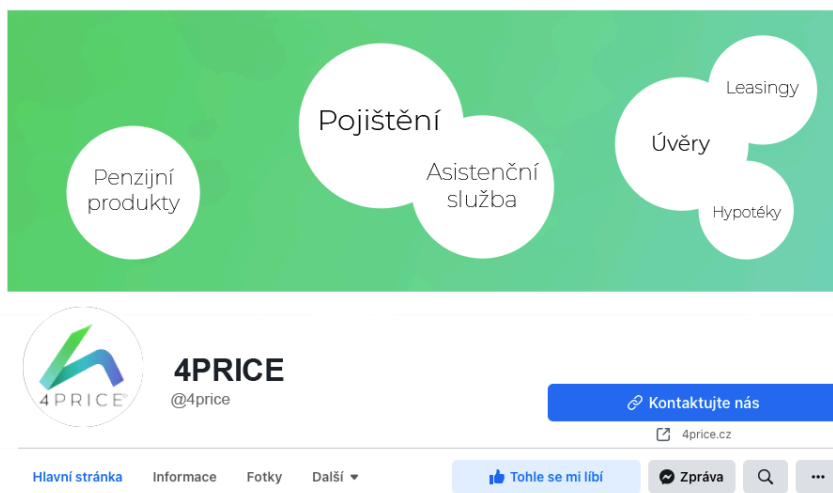 Penzijní
produkty
Pojištění
Asistenční
služba
Leasingy
Úvěry
Hypotéky
4PRICE
4PRICE
@4price
Kontaktujte nás
4price.cz
Hlavní stránka Informace Fotky Další Tohle se mi líbí Zpráva